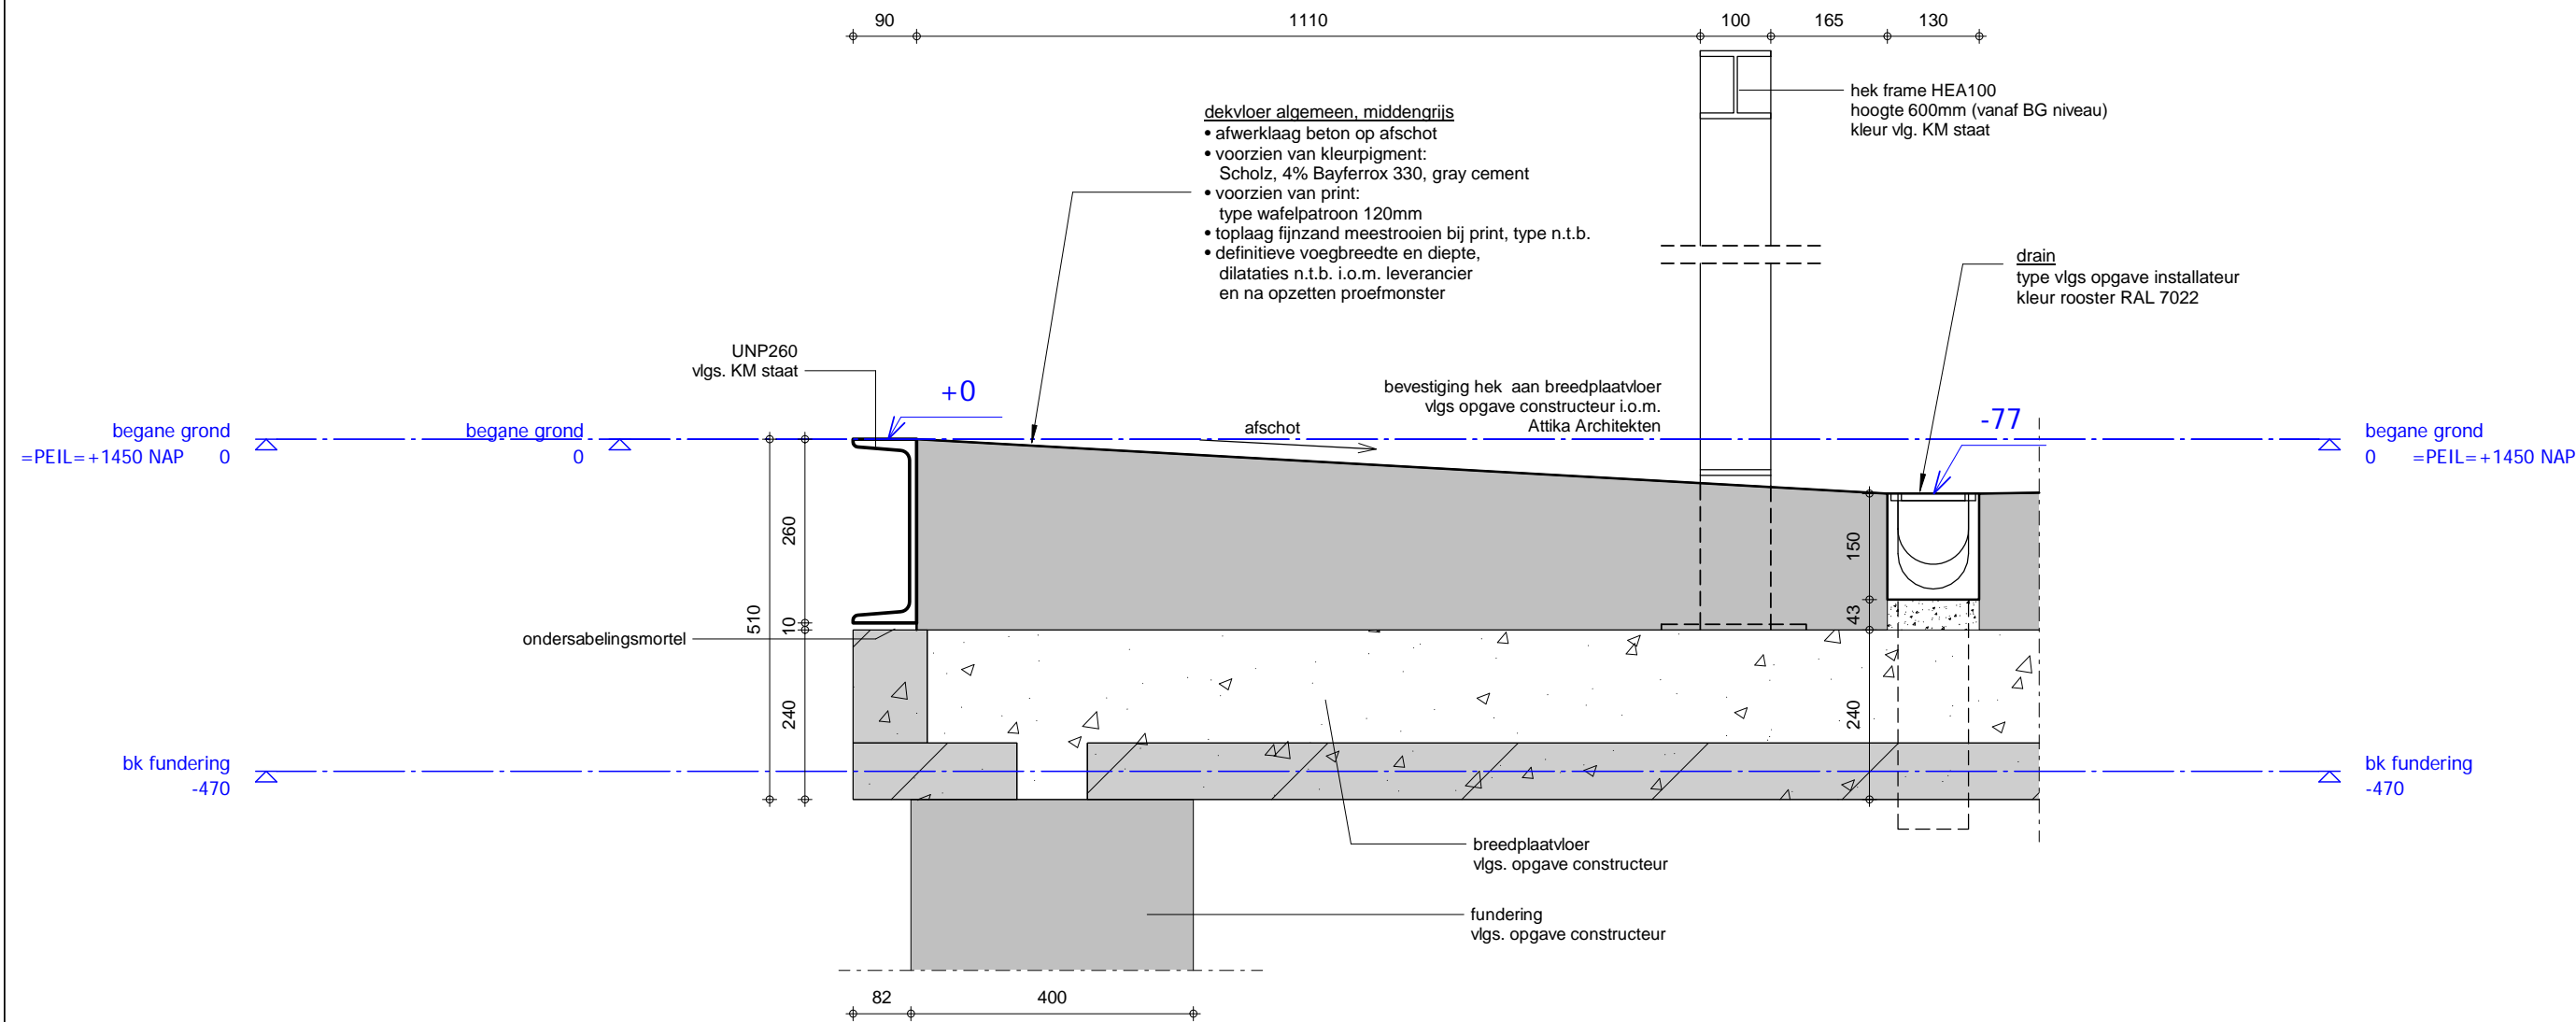 90
1110
100
165
130
hek frame HEA100
hoogte 600mm (vanaf BG niveau)
kleur vlg. KM staat
dekvloer algemeen, middengrijs
• afwerklaag beton op afschot
• voorzien van kleurpigment:
Scholz, 4% Bayferrox 330, gray cement
• voorzien van print:
type wafelpatroon 120mm
• toplaag fijnzand meestrooien bij print, type n.t.b.
• definitieve voegbreedte en diepte,
dilataties n.t.b. i.o.m. leverancier
en na opzetten proefmonster
drain
type vlgs opgave installateur
kleur rooster RAL 7022
UNP260
vlgs. KM staat
+0
bevestiging hek aan breedplaatvloer
vlgs opgave constructeur i.o.m.
Attika Architekten
afschot
-77
begane grond
=PEIL=+1450 NAP 0
begane grond
0
begane grond
0 =PEIL=+1450 NAP
260
150
510
10
43
ondersabelingsmortel
240
240
bk fundering
-470
bk fundering
-470
breedplaatvloer
vlgs. opgave constructeur
fundering
vlgs. opgave constructeur
82
400